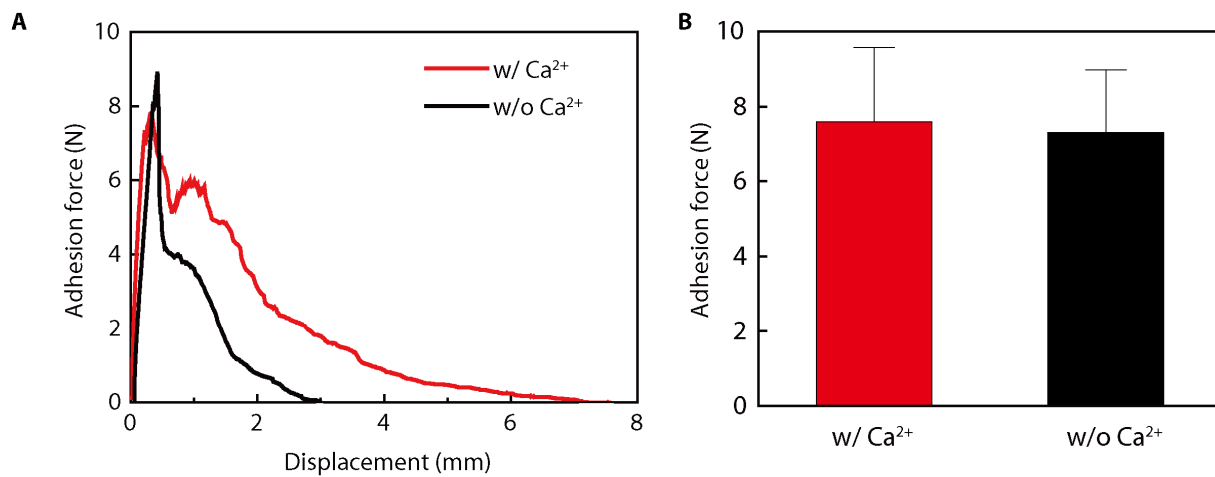 A
Adhesion force (N)
10
8
6
4
2
0
w/ Ca²⁺
w/o Ca²⁺
0 2 4 6 8
Displacement (mm)
B
Adhesion force (N)
10
8
6
4
2
0
w/ Ca²⁺ w/o Ca²⁺